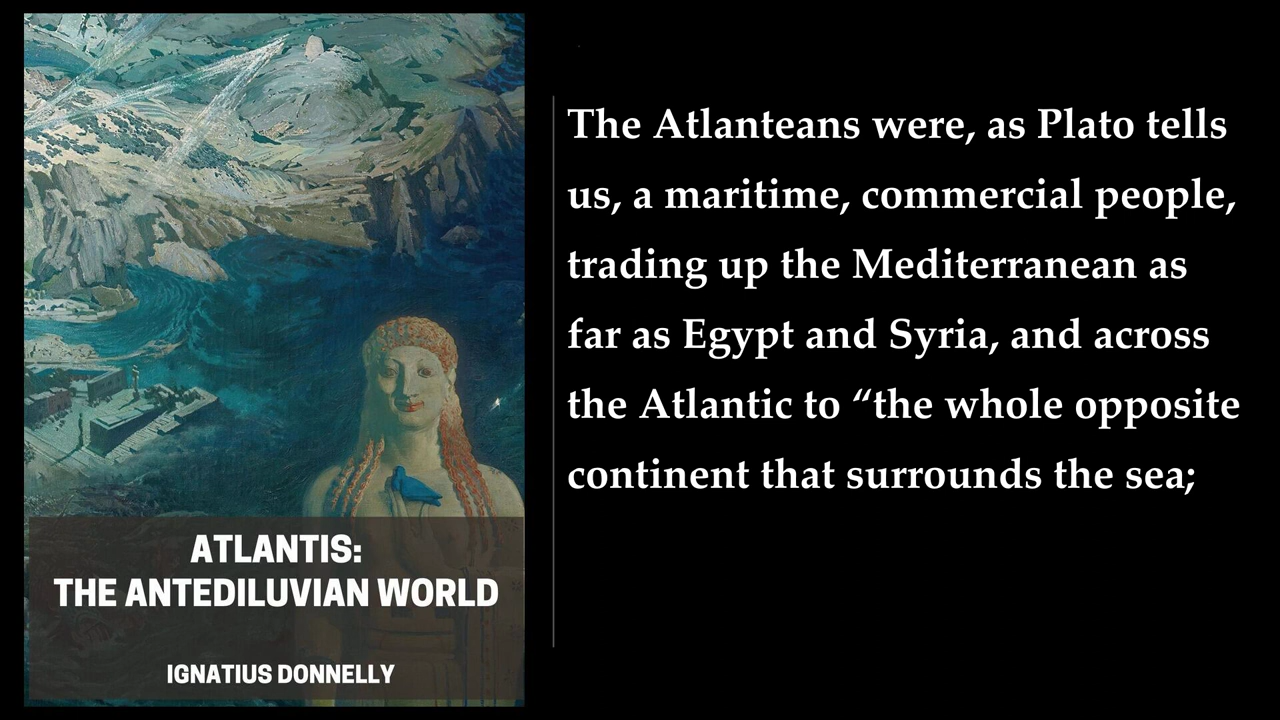 ATLANTIS:
THE ANTEDILUVIAN WORLD
IGNATIUS DONNELLY
The Atlanteans were, as Plato tells
us, a maritime, commercial people,
trading up the Mediterranean as
far as Egypt and Syria, and across
the Atlantic to “the whole opposite
continent that surrounds the sea;